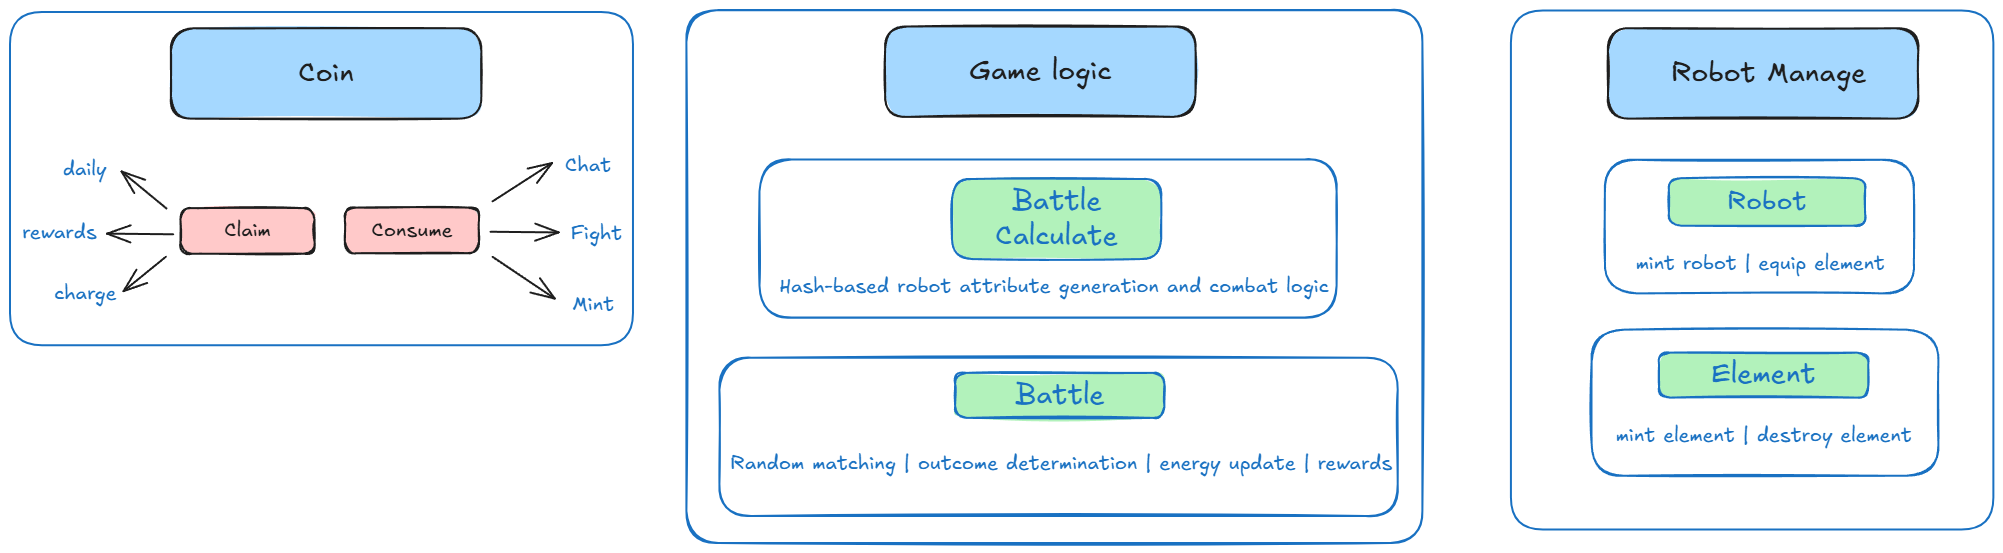 Coin
daily
Chat
rewards
Claim
Consume
Fight
charge
Mint
Game logic
Battle
Calculate
Hash-based robot attribute generation and combat logic
Battle
Random matching | outcome determination | energy update | rewards
Robot Manage
Robot
mint robot | equip element
Element
mint element | destroy element